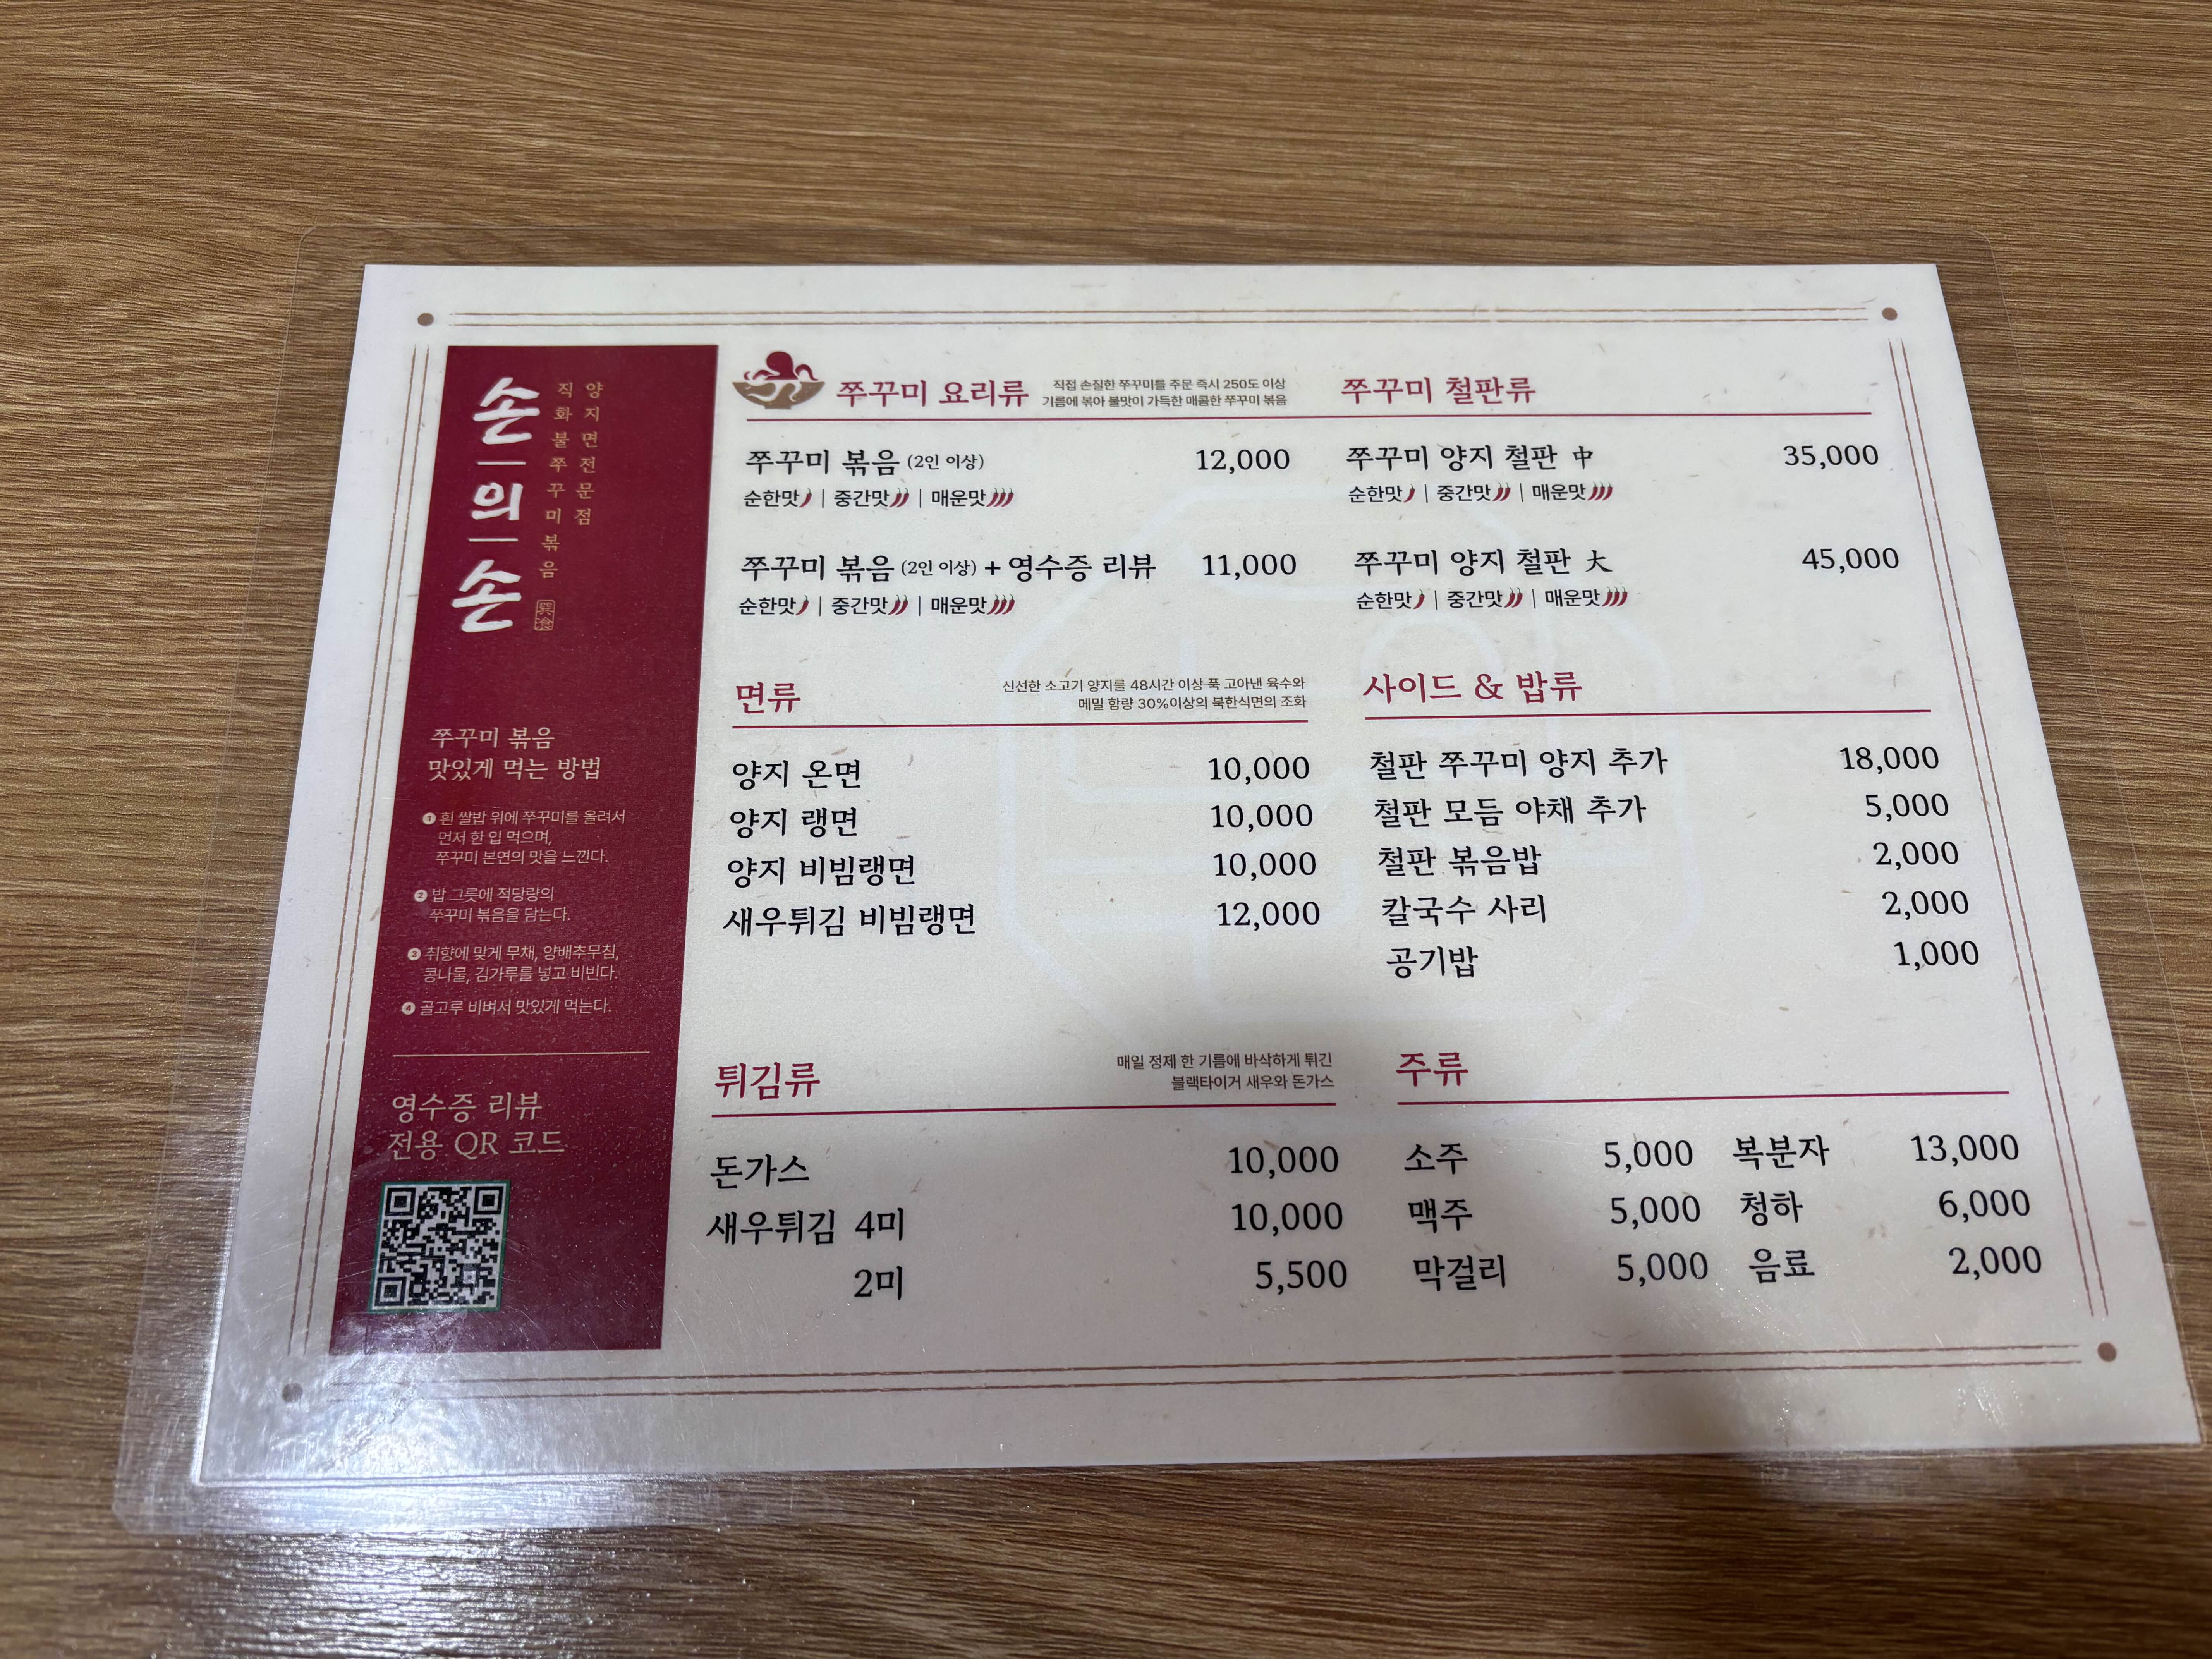 손의손
양지면전문점
직화불쭈꾸미볶음
쭈꾸미 볶음
맛있게 먹는 방법
1 흰 쌀밥 위에 쭈꾸미를 올려서
먼저 한 입 먹으며,
쭈꾸미 본연의 맛을 느낀다.
2 밥 그릇에 적당량의
쭈꾸미 볶음을 담는다.
3 취향에 맞게 무채, 양배추무침,
콩나물, 김가루를 넣고 비빈다.
4 골고루 비벼서 맛있게 먹는다.
영수증 리뷰
전용 QR 코드
쭈꾸미 요리류
직접 손질한 쭈꾸미를 주문 즉시 250도 이상
기름에 볶아 불맛이 가득한 매콤한 쭈꾸미 볶음
쭈꾸미 볶음 (2인 이상) 12,000
순한맛 | 중간맛 | 매운맛
쭈꾸미 볶음 (2인 이상) + 영수증 리뷰 11,000
순한맛 | 중간맛 | 매운맛
쭈꾸미 철판류
쭈꾸미 양지 철판 中 35,000
순한맛 | 중간맛 | 매운맛
쭈꾸미 양지 철판 大 45,000
순한맛 | 중간맛 | 매운맛
면류
신선한 소고기 양지를 48시간 이상 푹 고아낸 육수와
메밀 함량 30%이상의 북한식면의 조화
양지 온면 10,000
양지 랭면 10,000
양지 비빔랭면 10,000
새우튀김 비빔랭면 12,000
사이드 & 밥류
철판 쭈꾸미 양지 추가 18,000
철판 모듬 야채 추가 5,000
철판 볶음밥 2,000
칼국수 사리 2,000
공기밥 1,000
튀김류
매일 정제 한 기름에 바삭하게 튀긴
블랙타이거 새우와 돈가스
돈가스 10,000
새우튀김 4미 10,000
2미 5,500
주류
소주 5,000 복분자 13,000
맥주 5,000 청하 6,000
막걸리 5,000 음료 2,000